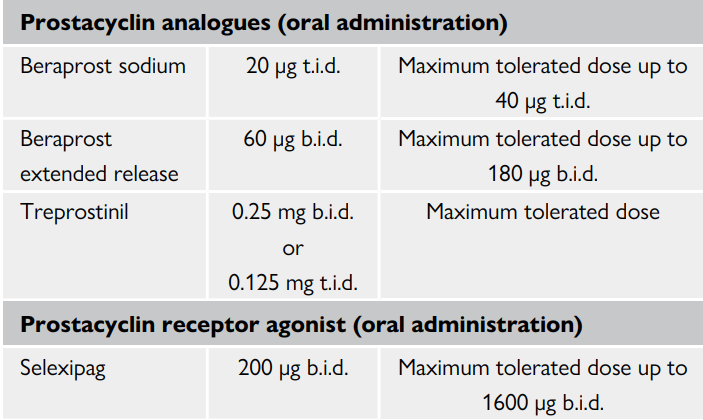 Prostacyclin analogues (oral administration)
Beraprost sodium 20 µg t.i.d. Maximum tolerated dose up to
40 µg t.i.d.
Beraprost 60 µg b.i.d. Maximum tolerated dose up to
extended release 180 µg b.i.d.
Treprostinil 0.25 mg b.i.d. Maximum tolerated dose
or
0.125 mg t.i.d.
Prostacyclin receptor agonist (oral administration)
Selexipag 200 µg b.i.d. Maximum tolerated dose up to
1600 µg b.i.d.